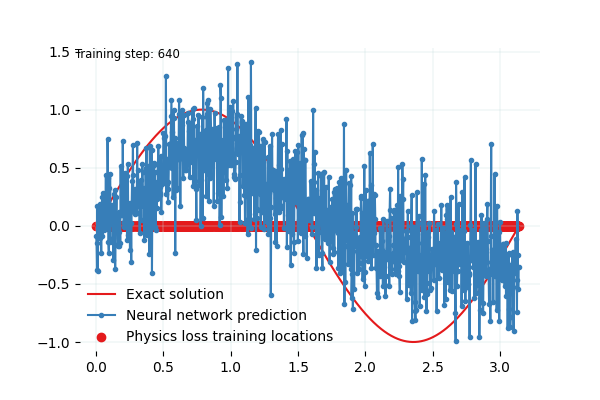 Training step: 640
1.5
1.0
0.5
0.0
−0.5
−1.0
Exact solution
Neural network prediction
Physics loss training locations
0.0 0.5 1.0 1.5 2.0 2.5 3.0